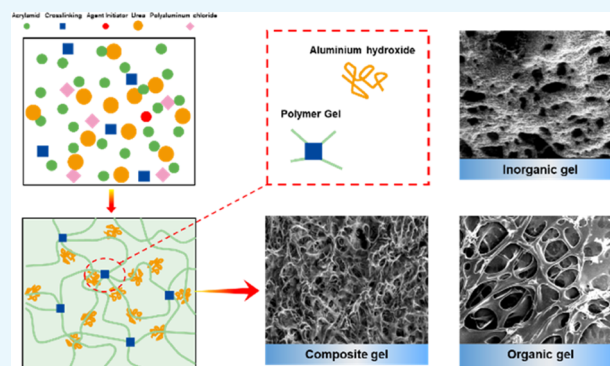 Acrylamid Crosslinking Agent Initiator Urea Polyaluminum chloride
Aluminium hydroxide
Polymer Gel
Inorganic gel
Composite gel
Organic gel